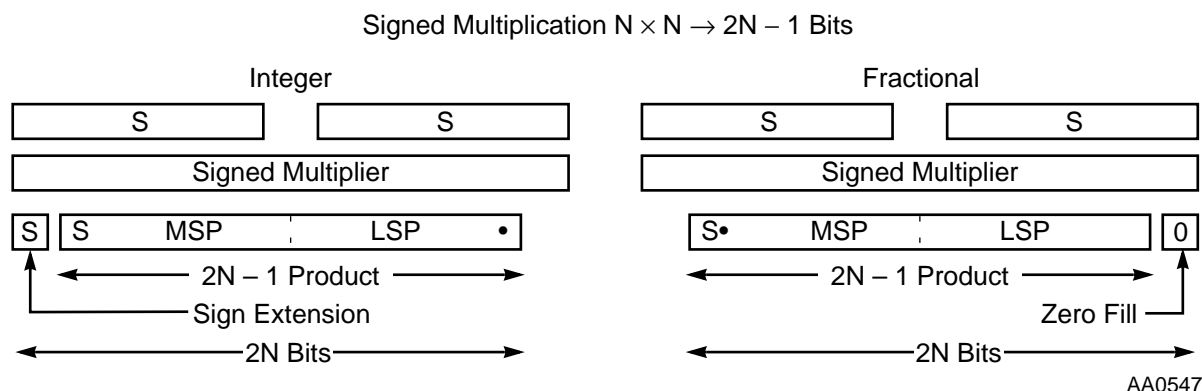 Signed Multiplication N × N → 2N – 1 Bits
Integer
Fractional
S S
S S
Signed Multiplier
Signed Multiplier
S S MSP LSP •
S• MSP LSP 0
2N – 1 Product
2N – 1 Product
Sign Extension
Zero Fill
2N Bits
2N Bits
AA0547